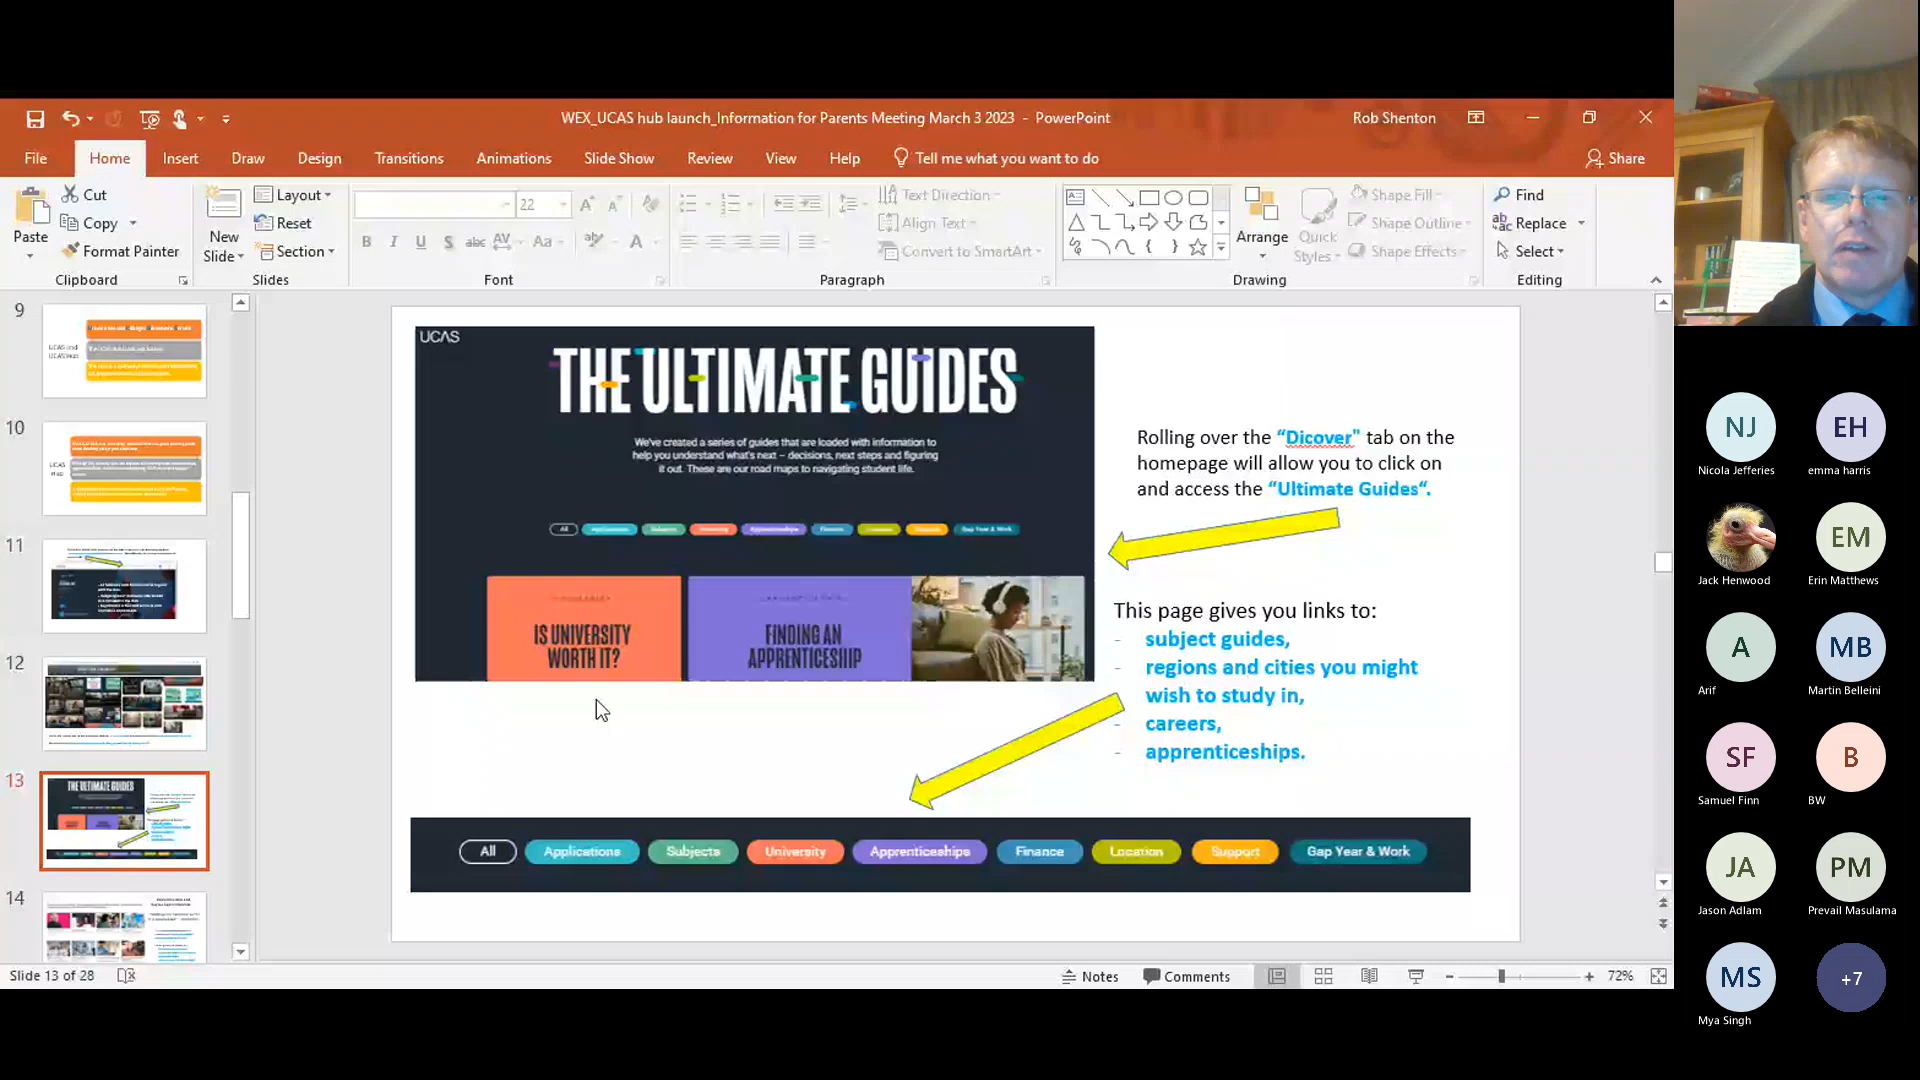 WEX_UCAS hub launch_Information for Parents Meeting March 3 2023 - PowerPoint
Rob Shenton
File Home Insert Draw Design Transitions Animations Slide Show Review View Help Tell me what you want to do Share
Paste
Cut
Copy
Format Painter
Clipboard
New
Slide
Layout
Reset
Section
Slides
22
Font
Paragraph
Text Direction
Align Text
Convert to SmartArt
Arrange
Quick
Styles
Shape Fill
Shape Outline
Shape Effects
Drawing
Find
Replace
Select
Editing
9
10
11
12
13
THE ULTIMATE GUIDES
14
UCAS
THE ULTIMATE GUIDES
We've created a series of guides that are loaded with information to
help you understand what's next – decisions, next steps and figuring
it out. These are our road maps to navigating student life.
IS UNIVERSITY
WORTH IT?
FINDING AN
APPRENTICESHIP
Rolling over the “Dicover" tab on the
homepage will allow you to click on
and access the “Ultimate Guides“.
This page gives you links to:
- subject guides,
- regions and cities you might
wish to study in,
- careers,
- apprenticeships.
All Applications Subjects University Apprenticeships Finance Location Support Gap Year & Work
Slide 13 of 28
Notes Comments 72%
NJ
Nicola Jefferies
EH
emma harris
Jack Henwood
EM
Erin Matthews
A
Arif
MB
Martin Belleini
SF
Samuel Finn
B
BW
JA
Jason Adlam
PM
Prevail Masulama
MS
Mya Singh
+7